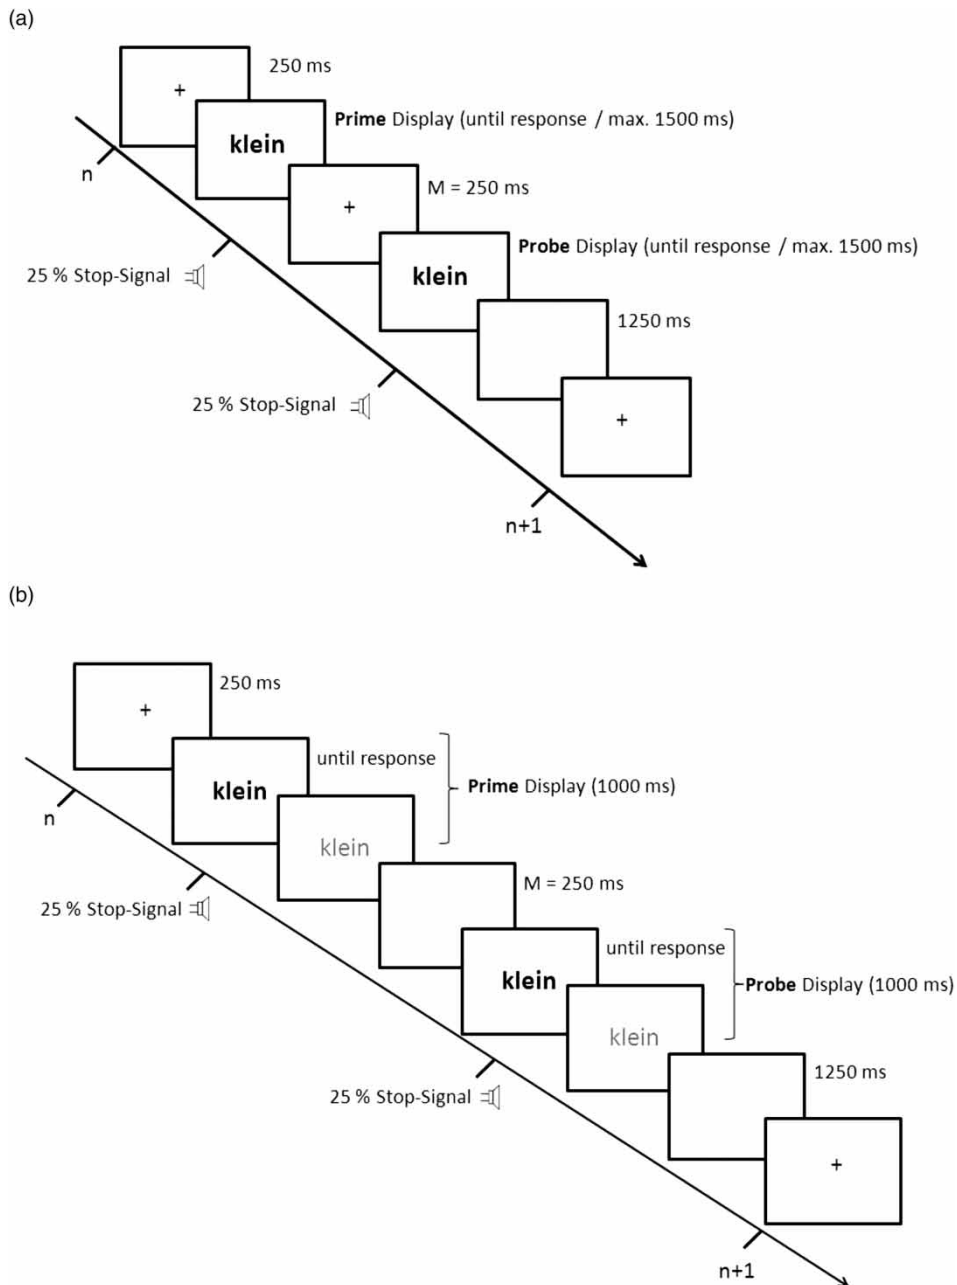 (a)
+
250 ms
klein
Prime Display (until response / max. 1500 ms)
n
+
M = 250 ms
25 % Stop-Signal
klein
Probe Display (until response / max. 1500 ms)
1250 ms
25 % Stop-Signal
+
n+1
(b)
+
250 ms
klein
until response
Prime Display (1000 ms)
n
klein
M = 250 ms
25 % Stop-Signal
klein
until response
Probe Display (1000 ms)
klein
1250 ms
25 % Stop-Signal
+
n+1